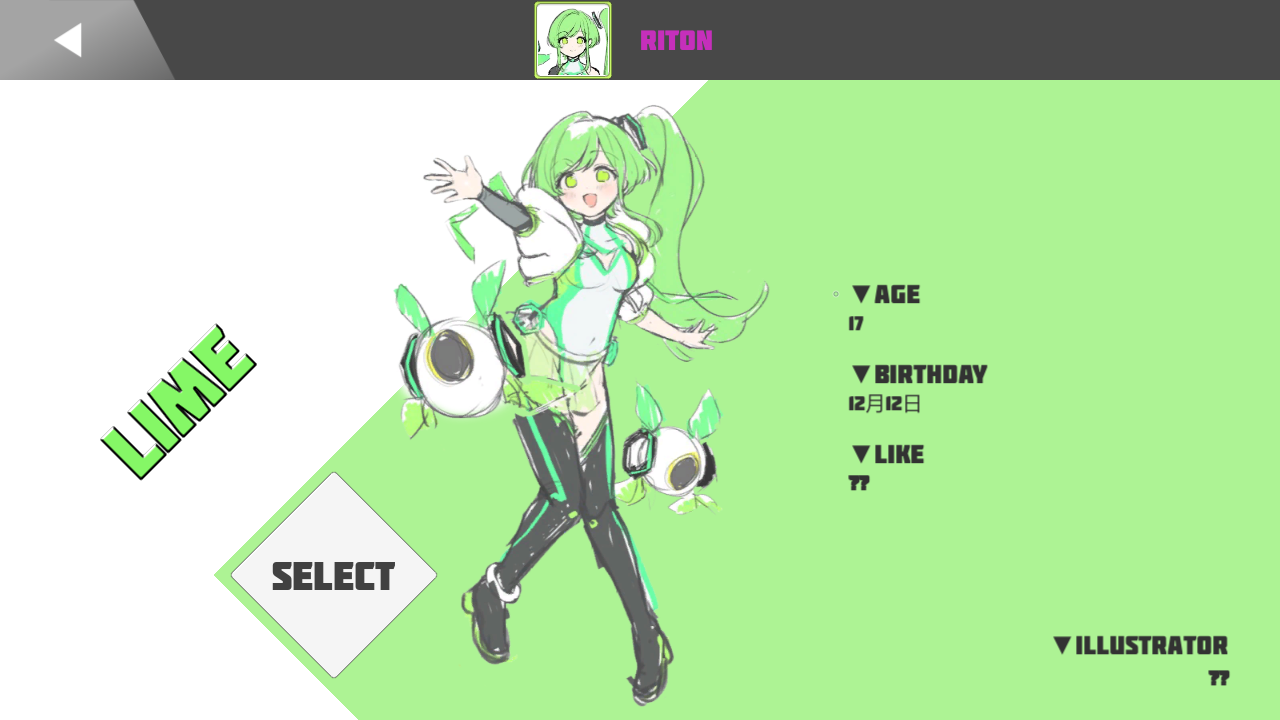 RITON
LIME
▼AGE
17
▼BIRTHDAY
12月12日
▼LIKE
??
SELECT
▼ILLUSTRATOR
??